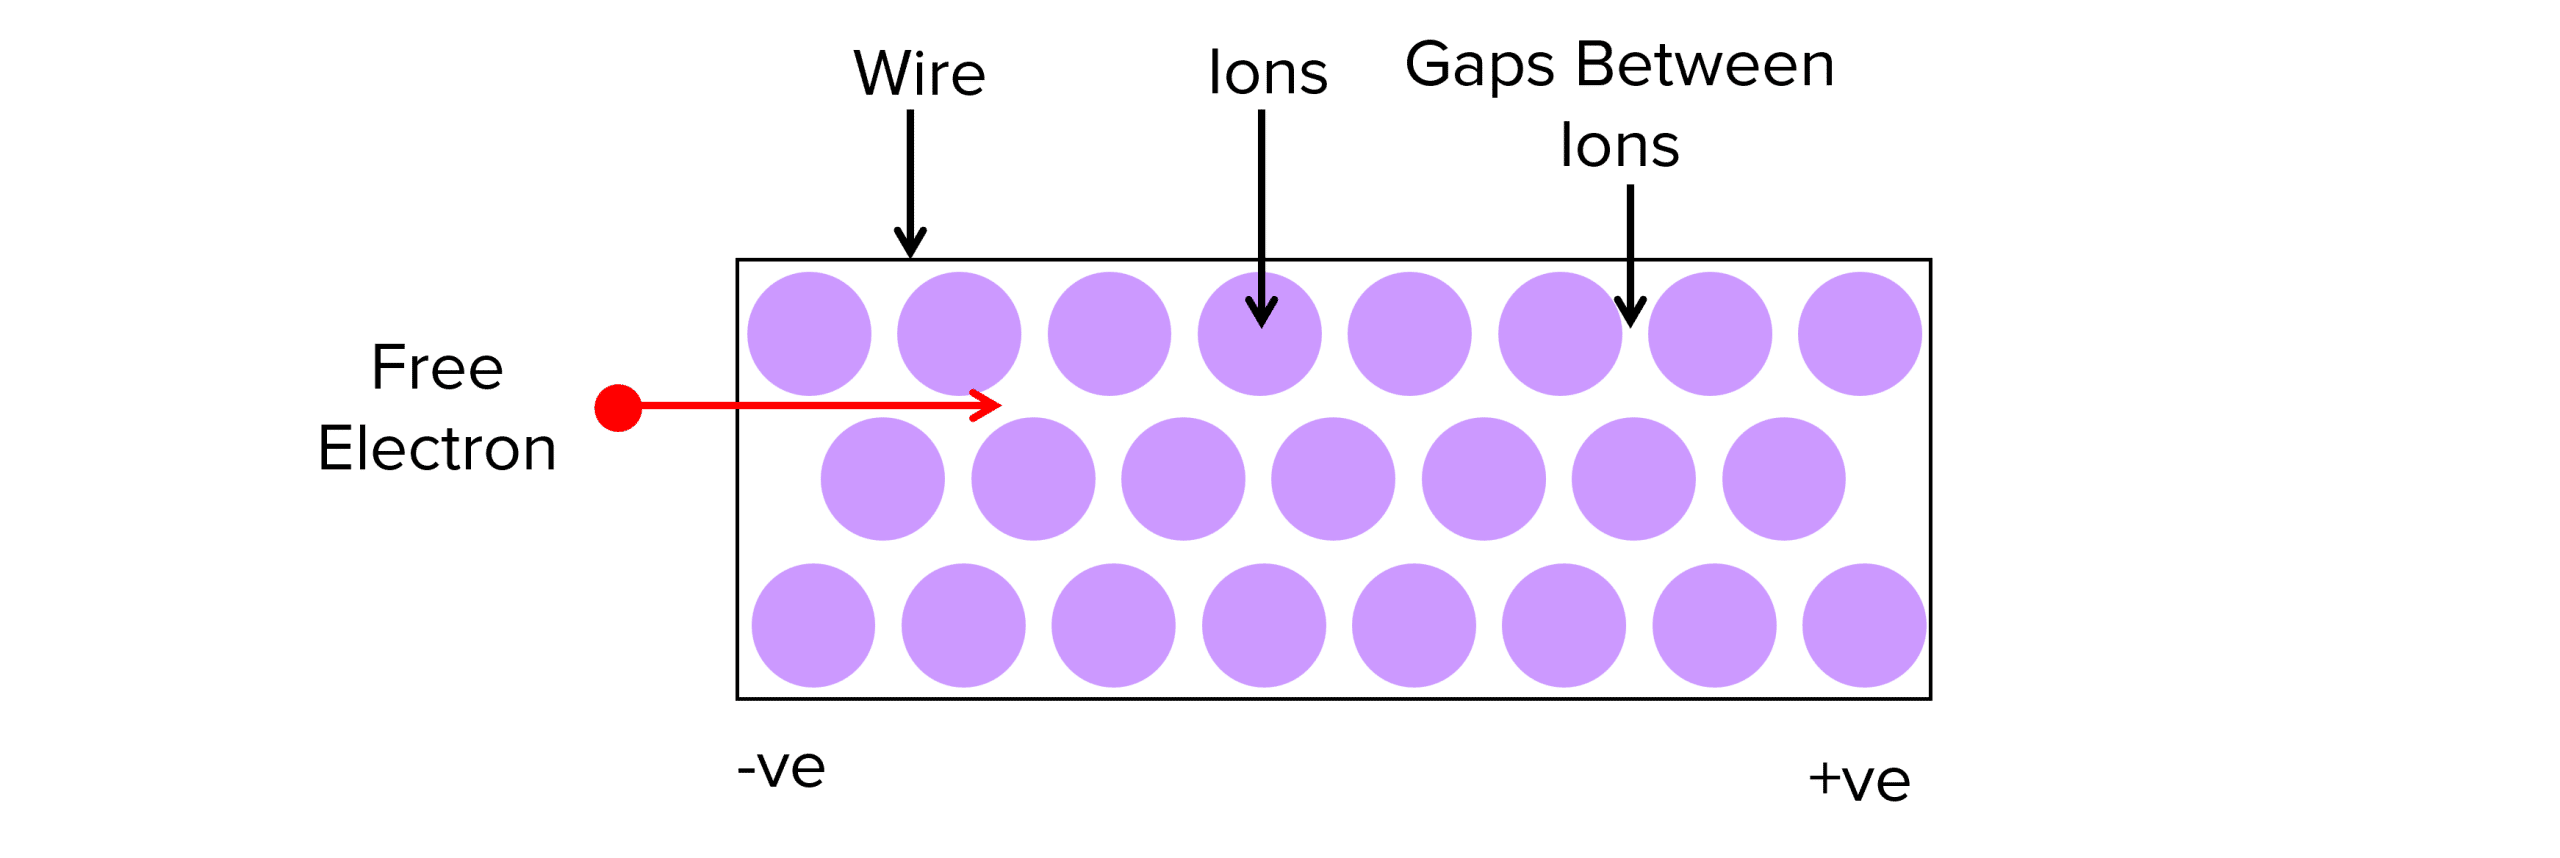 Wire
Ions
Gaps Between
Ions
Free
Electron
-ve
+ve